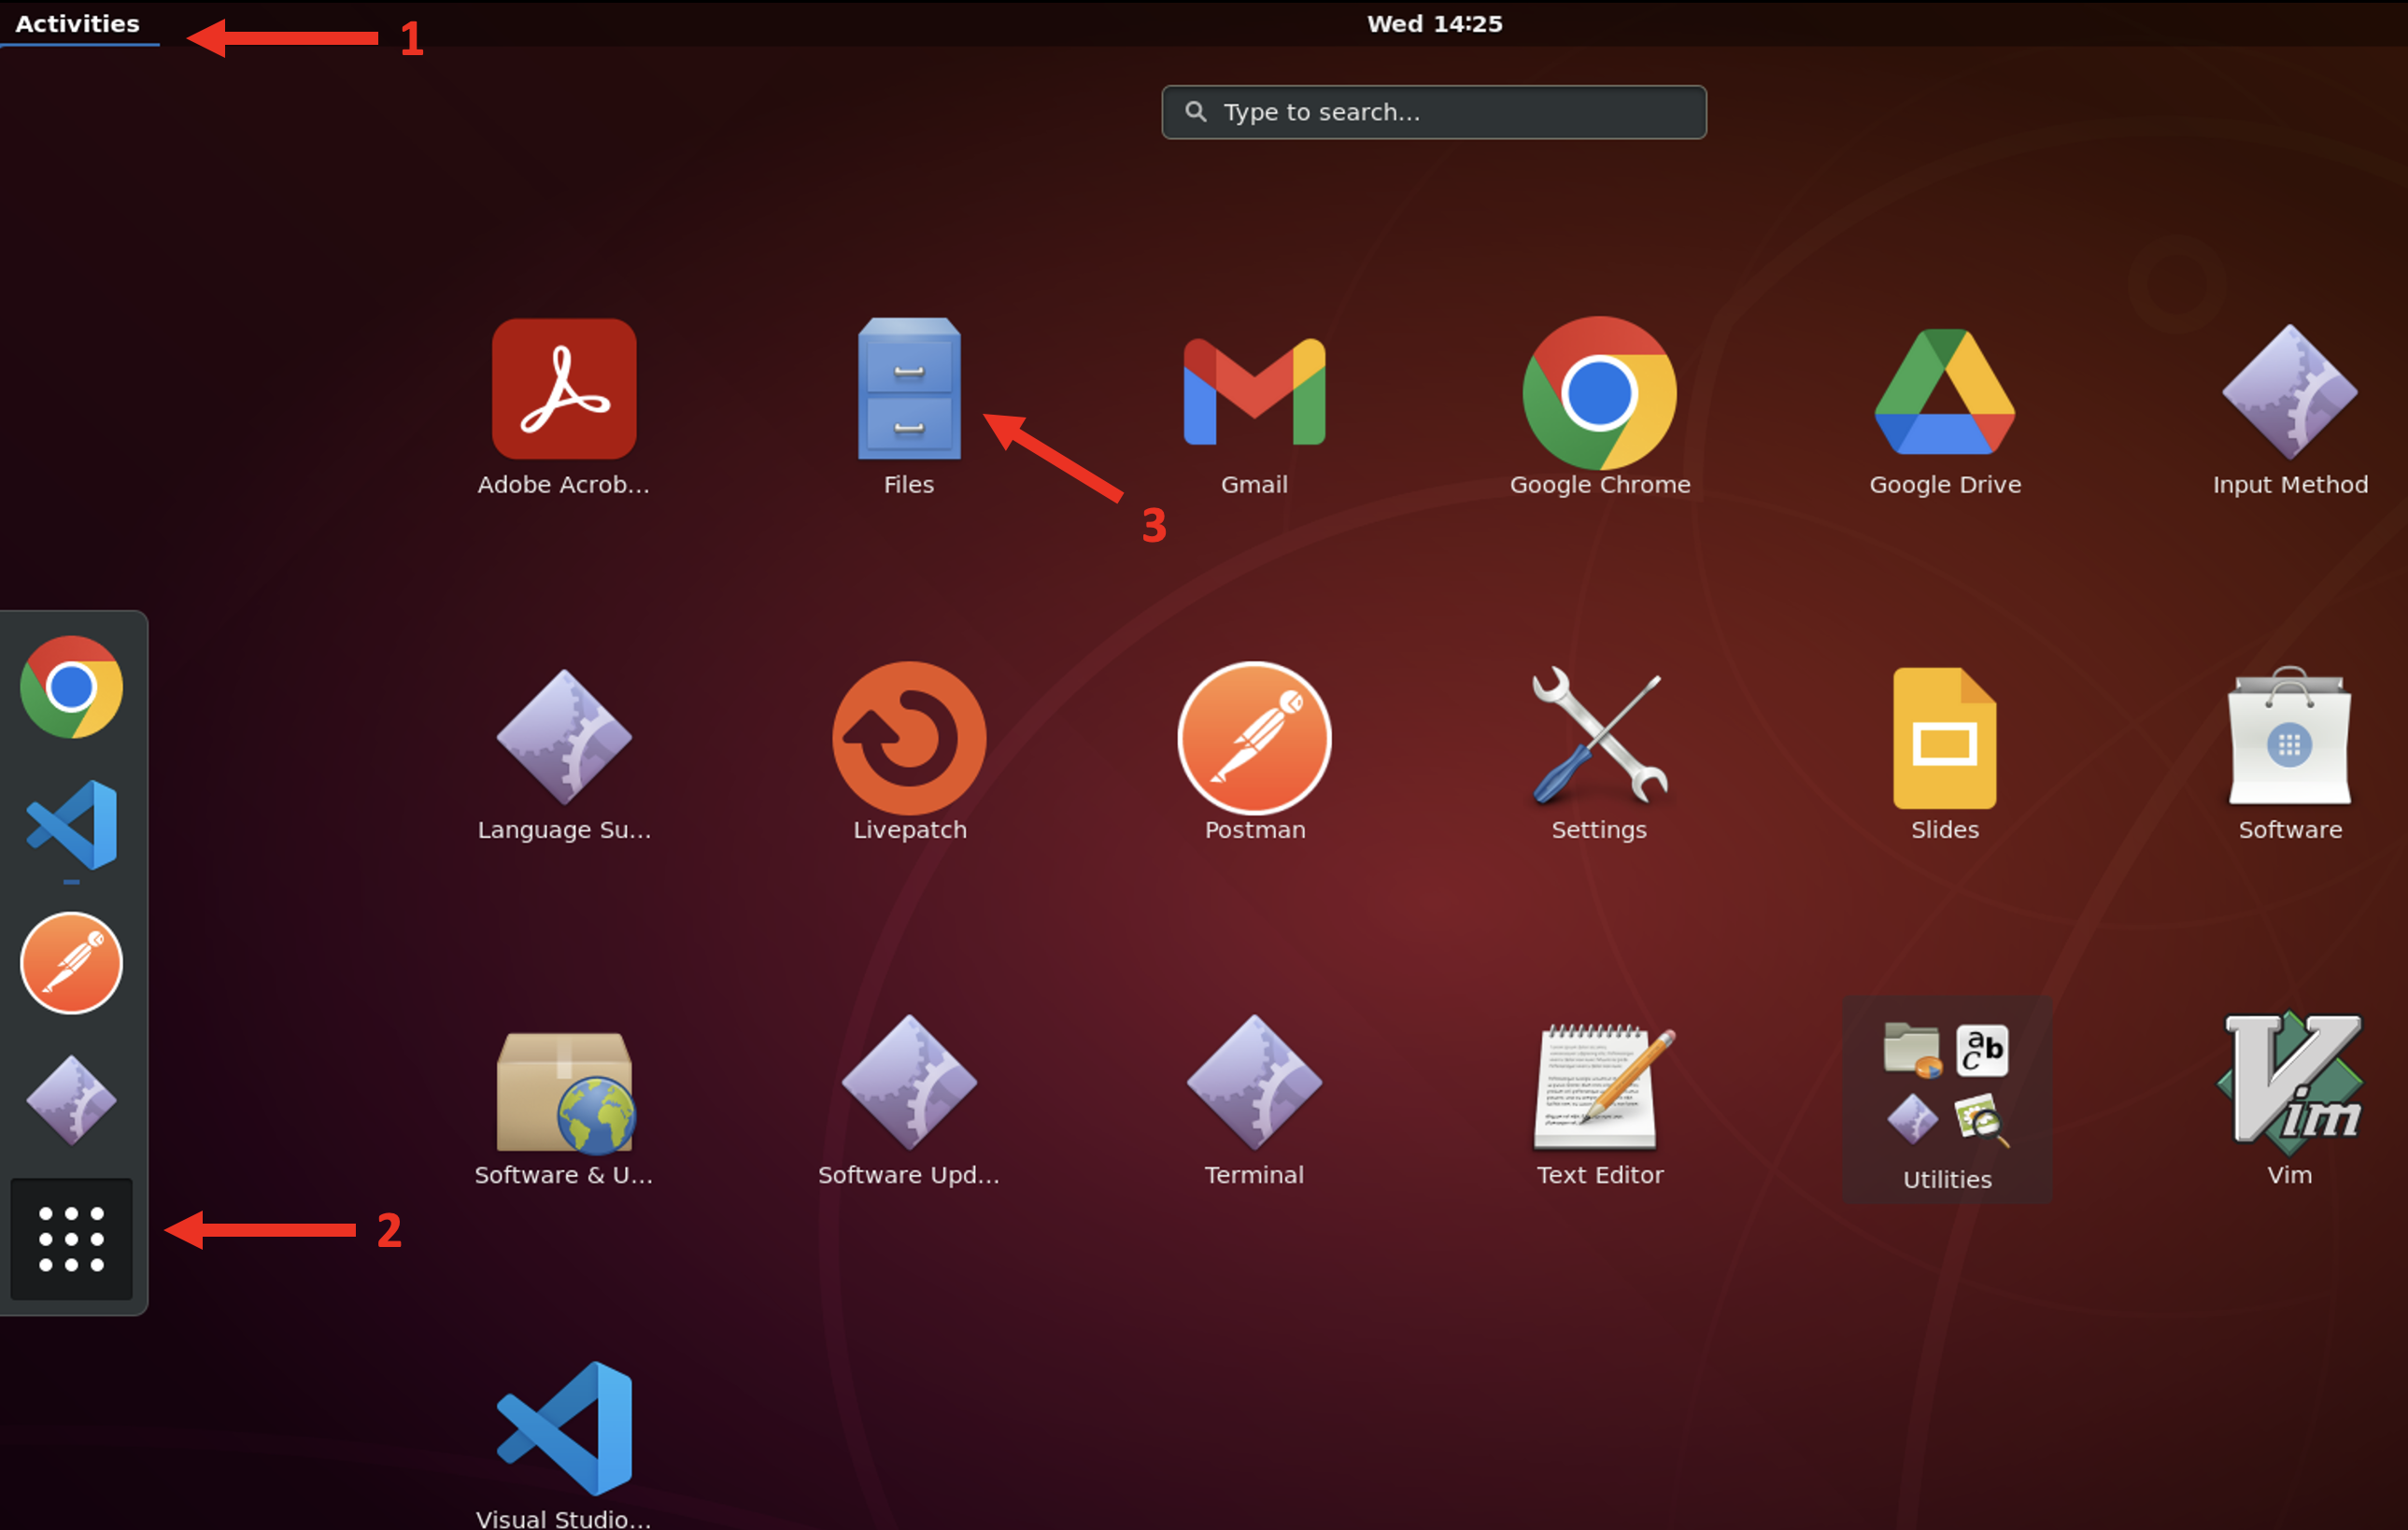 Activities
1
Wed 14:25
Type to search...
Adobe Acrob...
Files
Gmail
Google Chrome
Google Drive
Input Method
3
Language Su...
Livepatch
Postman
Settings
Slides
Software
Software & U...
Software Upd...
Terminal
Text Editor
a b c
Utilities
Vim
Vim
2
Visual Studio...